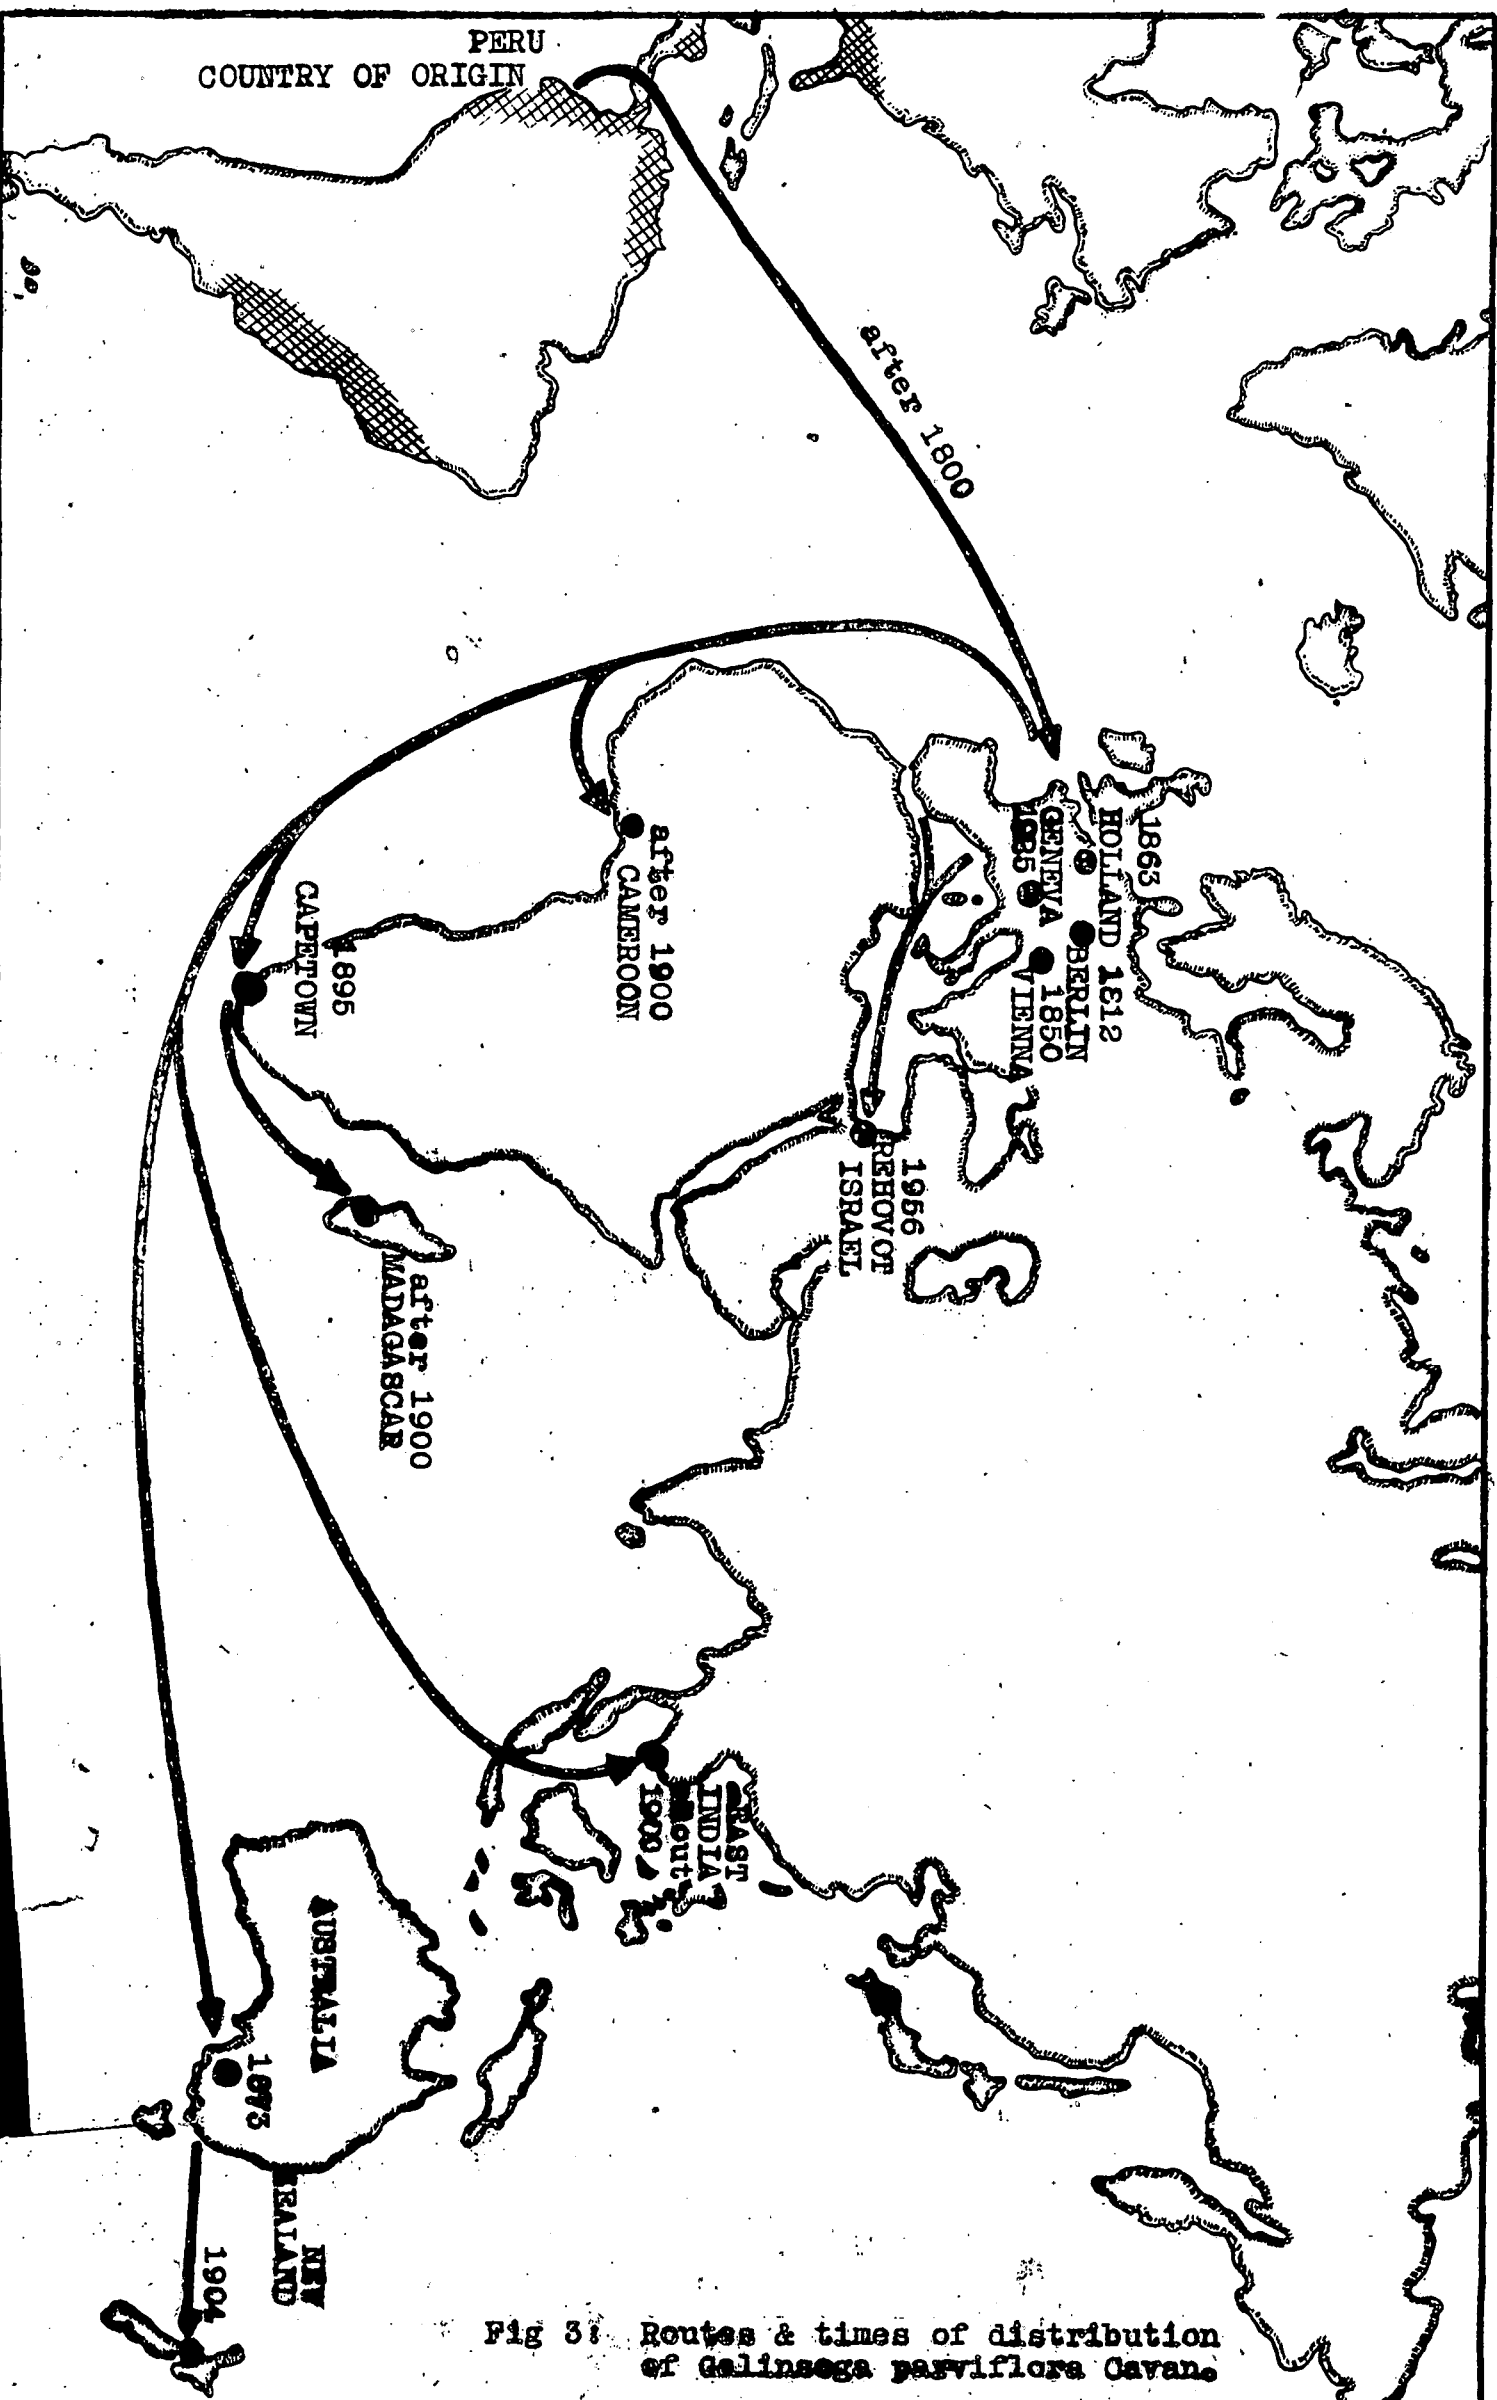 PERU
COUNTRY OF ORIGIN
after 1800
1863
HOLLAND 1812
BERLIN
1850
VIENNA
GENEVA
after 1900
CAMEROON
1895
CAPETOWN
1956
REHOVOT
ISRAEL
after 1900
MADAGASCAR
EAST
INDIA
1900
AUSTRALIA
1873
NEW
1904
Fig 3: Routes & times of distribution
of Galinsoga parviflora Cavan.